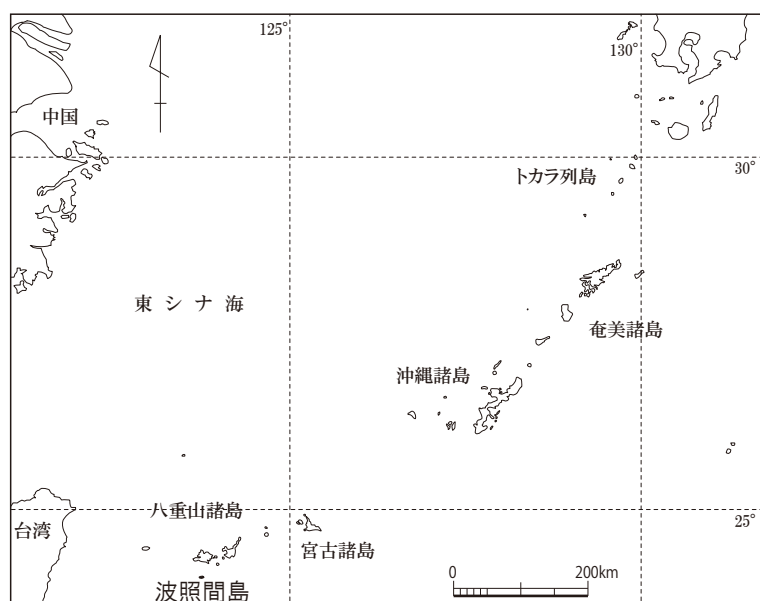 125°
130°
中国
30°
トカラ列島
東シナ海
奄美諸島
沖縄諸島
八重山諸島
25°
台湾
宮古諸島
0 200km
波照間島